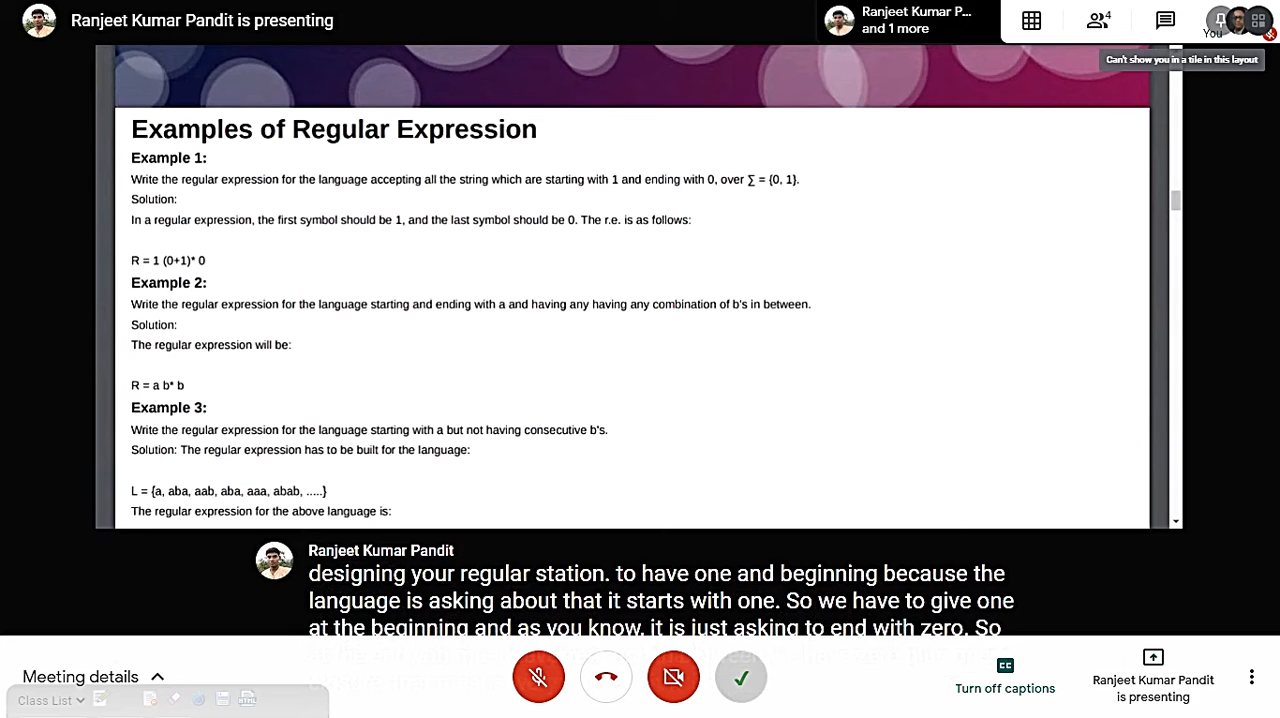 Ranjeet Kumar Pandit is presenting
Ranjeet Kumar P...
and 1 more
4
You
Can't show you in a tile in this layout
Examples of Regular Expression
Example 1:
Write the regular expression for the language accepting all the string which are starting with 1 and ending with 0, over ∑ = {0, 1}.
Solution:
In a regular expression, the first symbol should be 1, and the last symbol should be 0. The r.e. is as follows:
R = 1 (0+1)* 0
Example 2:
Write the regular expression for the language starting and ending with a and having any having any combination of b's in between.
Solution:
The regular expression will be:
R = a b* b
Example 3:
Write the regular expression for the language starting with a but not having consecutive b's.
Solution: The regular expression has to be built for the language:
L = {a, aba, aab, aba, aaa, abab, .....}
The regular expression for the above language is:
Ranjeet Kumar Pandit
designing your regular station. to have one and beginning because the
language is asking about that it starts with one. So we have to give one
at the beginning and as you know, it is just asking to end with zero. So
Meeting details
Class List
Turn off captions
Ranjeet Kumar Pandit
is presenting